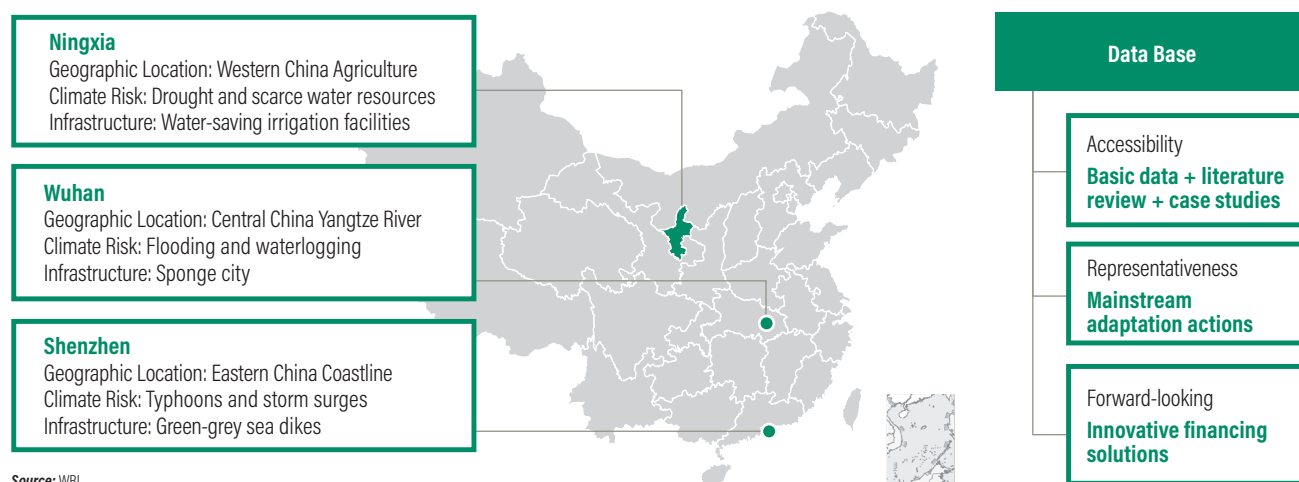 Ningxia
Geographic Location: Western China Agriculture
Climate Risk: Drought and scarce water resources
Infrastructure: Water-saving irrigation facilities
Wuhan
Geographic Location: Central China Yangtze River
Climate Risk: Flooding and waterlogging
Infrastructure: Sponge city
Shenzhen
Geographic Location: Eastern China Coastline
Climate Risk: Typhoons and storm surges
Infrastructure: Green-grey sea dikes
Source: WRI
Data Base
Accessibility
Basic data + literature
review + case studies
Representativeness
Mainstream
adaptation actions
Forward-looking
Innovative financing
solutions